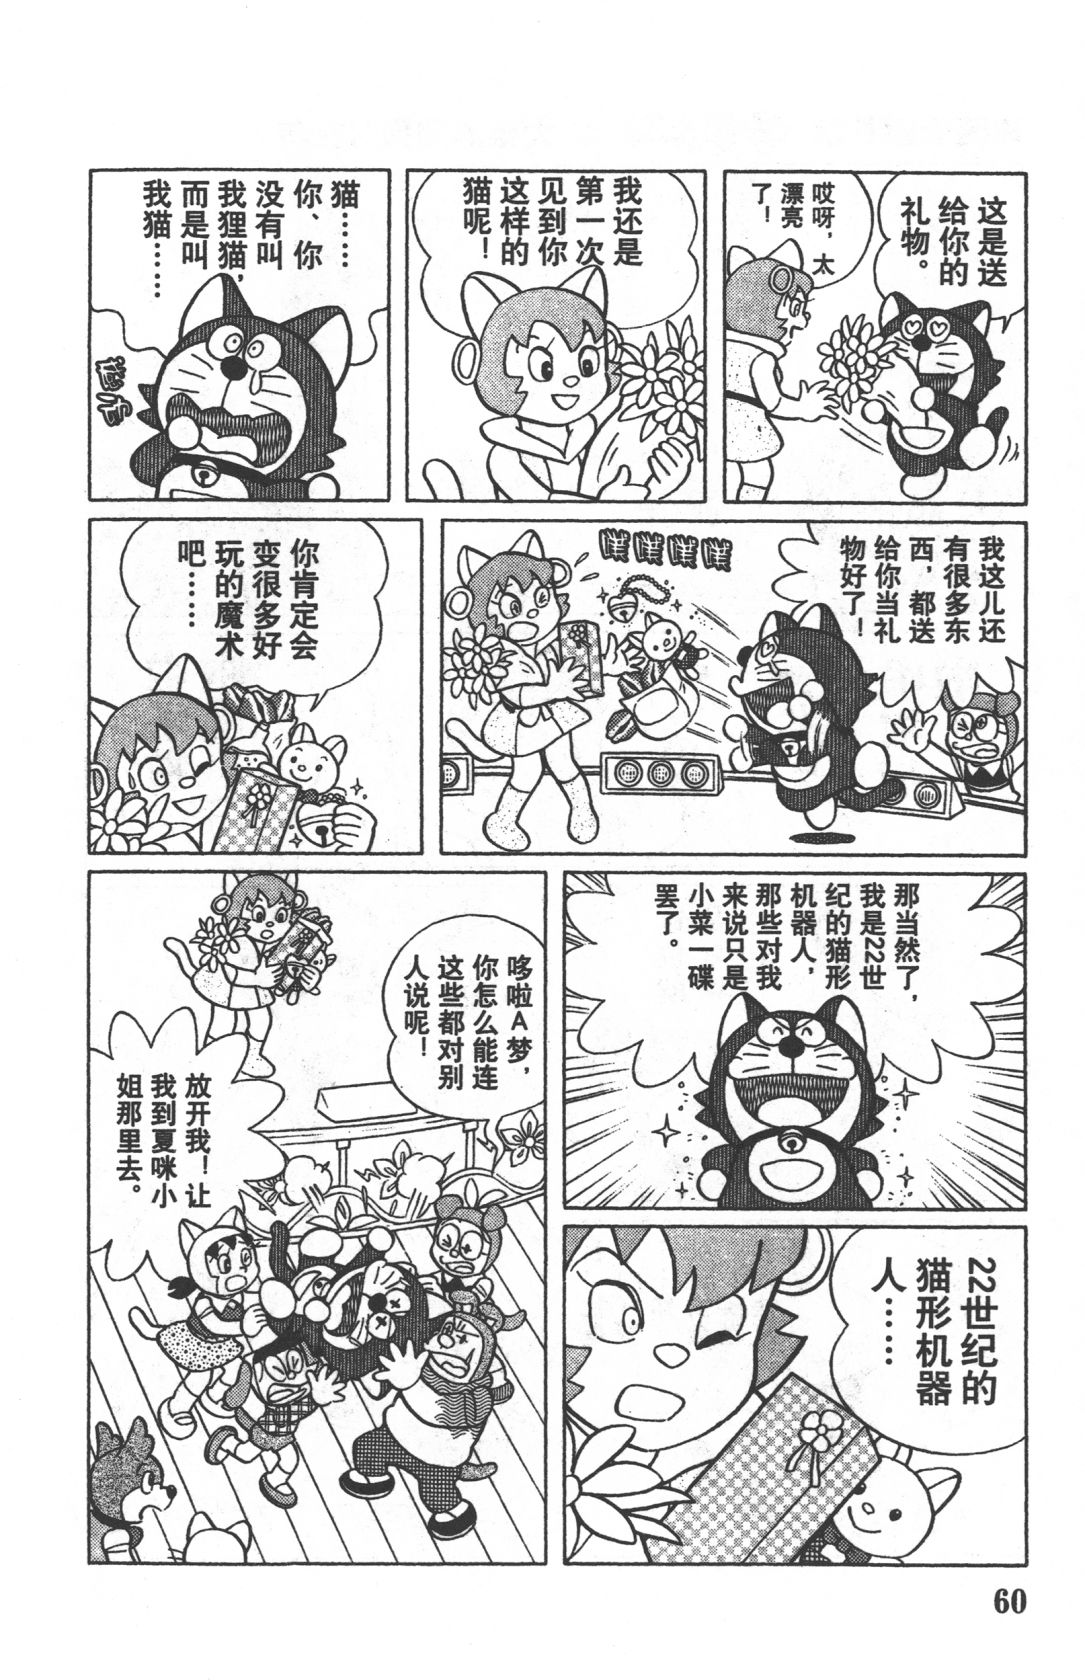 这是送
给你的
礼物。
哎呀，太
漂亮
了！
我还是
第一次
见到你
这样的
猫呢！
猫……
你、你
没有叫
我狸猫，
而是叫
我猫……
我这儿还
有很多东
西，都送
给你当礼
物好了！
噗噗噗噗
你肯定会
变很多好
玩的魔术
吧……
那当然了，
我是22世
纪的猫形
机器人，
那些对我
来说只是
小菜一碟
罢了。
22世纪的
猫形机器
人……
哆啦A梦，
你怎么能连
这些都对别
人说呢！
放开我！让
我到夏咪小
姐那里去。
60